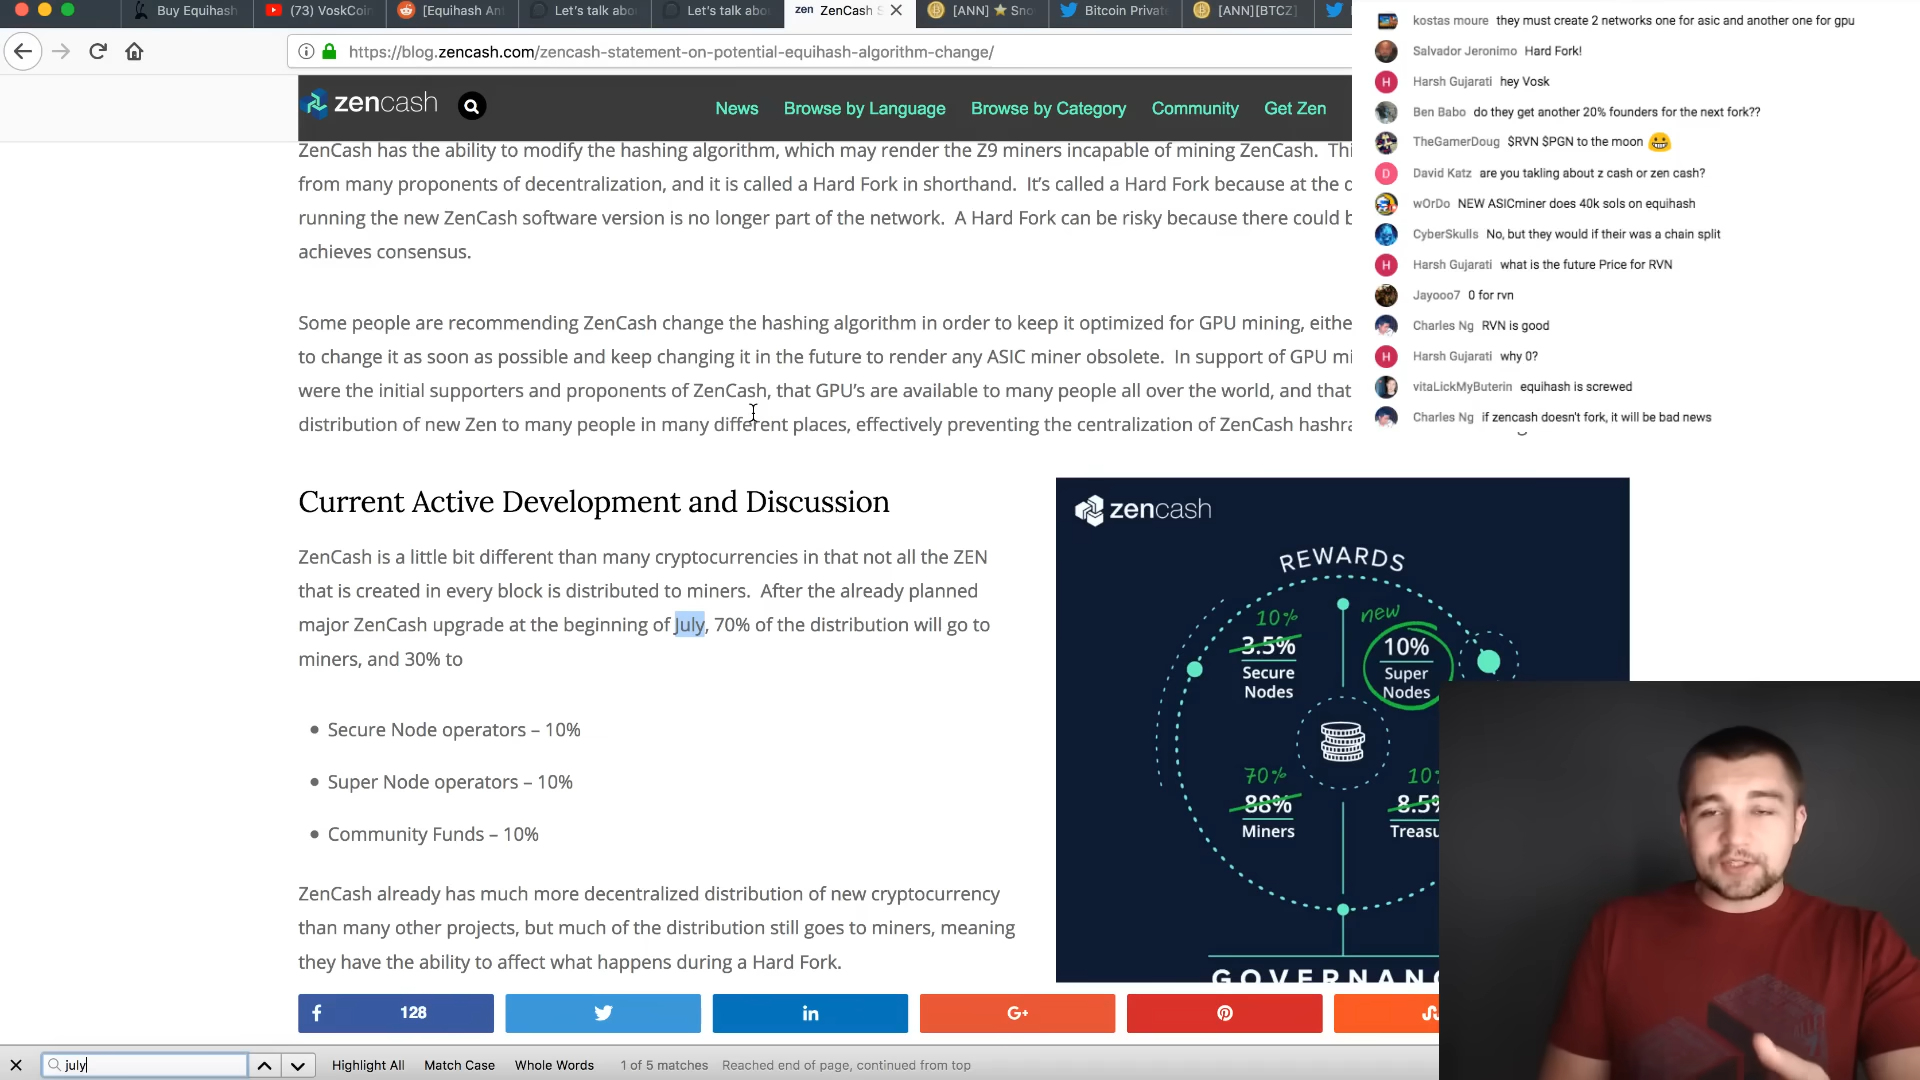 Buy Equihash
(73) VoskCoin
[Equihash An
Let's talk abo
Let's talk abo
zen ZenCash S
[ANN] ⭐ Sno
Bitcoin Privat
[ANN][BTCZ]
https://blog.zencash.com/zencash-statement-on-potential-equihash-algorithm-change/
zencash
News
Browse by Language
Browse by Category
Community
Get Zen
ZenCash has the ability to modify the hashing algorithm, which may render the Z9 miners incapable of mining ZenCash. Thi
from many proponents of decentralization, and it is called a Hard Fork in shorthand. It's called a Hard Fork because at the d
running the new ZenCash software version is no longer part of the network. A Hard Fork can be risky because there could b
achieves consensus.
Some people are recommending ZenCash change the hashing algorithm in order to keep it optimized for GPU mining, eithe
to change it as soon as possible and keep changing it in the future to render any ASIC miner obsolete. In support of GPU mi
were the initial supporters and proponents of ZenCash, that GPU's are available to many people all over the world, and that
distribution of new Zen to many people in many different places, effectively preventing the centralization of ZenCash hashra
Current Active Development and Discussion
ZenCash is a little bit different than many cryptocurrencies in that not all the ZEN
that is created in every block is distributed to miners. After the already planned
major ZenCash upgrade at the beginning of July, 70% of the distribution will go to
miners, and 30% to
• Secure Node operators – 10%
• Super Node operators – 10%
• Community Funds – 10%
ZenCash already has much more decentralized distribution of new cryptocurrency
than many other projects, but much of the distribution still goes to miners, meaning
they have the ability to affect what happens during a Hard Fork.
zencash
REWARDS
10%
3.5%
Secure
Nodes
new
10%
Super
Nodes
70%
88%
Miners
10%
8.5%
Treasu
GOVERNANC
128
in
G+
kostas moure they must create 2 networks one for asic and another one for gpu
Salvador Jeronimo Hard Fork!
H Harsh Gujarati hey Vosk
Ben Babo do they get another 20% founders for the next fork??
TheGamerDoug $RVN $PGN to the moon 😀
D David Katz are you takling about z cash or zen cash?
wOrDo NEW ASICminer does 40k sols on equihash
CyberSkulls No, but they would if their was a chain split
H Harsh Gujarati what is the future Price for RVN
Jayooo7 0 for rvn
Charles Ng RVN is good
H Harsh Gujarati why 0?
vitaLickMyButerin equihash is screwed
Charles Ng if zencash doesn't fork, it will be bad news
july
Highlight All
Match Case
Whole Words
1 of 5 matches
Reached end of page, continued from top